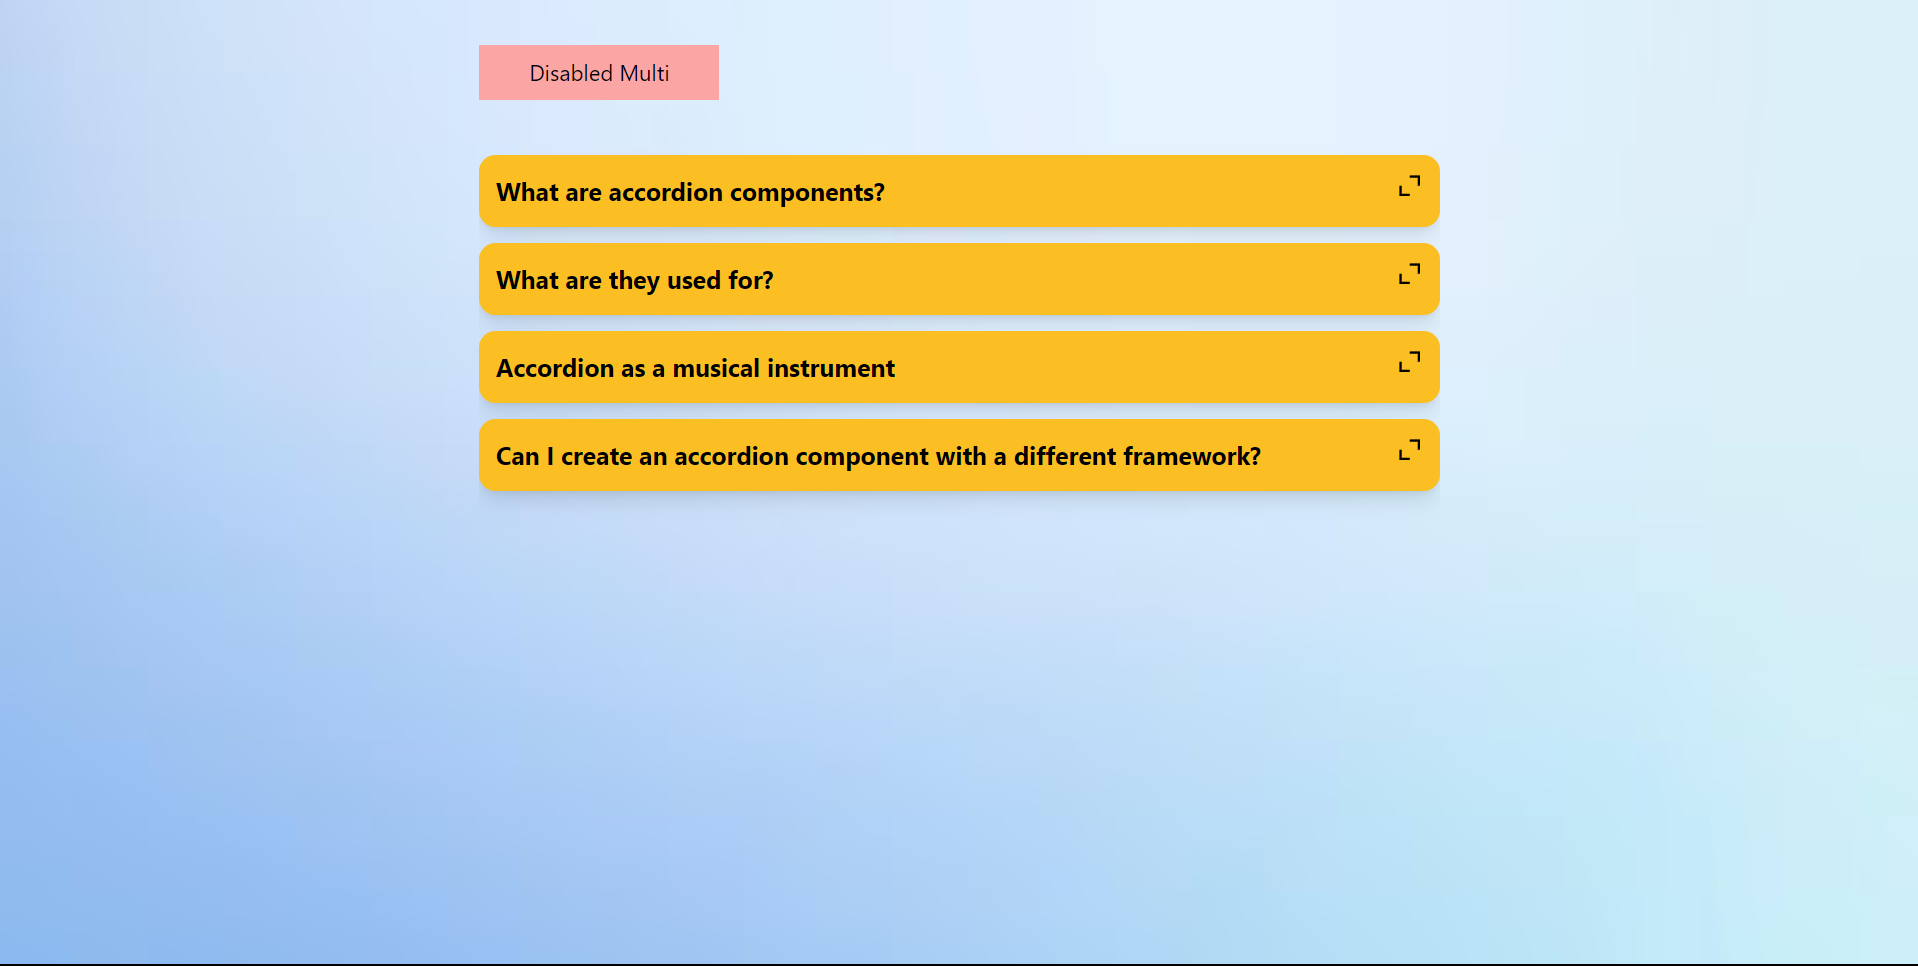 Disabled Multi
What are accordion components?
What are they used for?
Accordion as a musical instrument
Can I create an accordion component with a different framework?